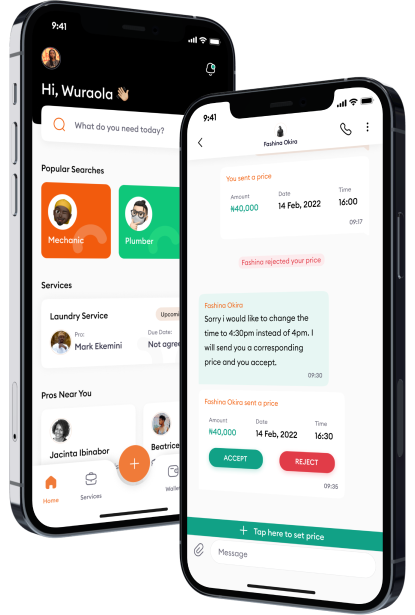 9:41
Hi, Wuraola 👋🏼
What do you need today?
Popular Searches
Mechanic
Plumber
Services
Laundry Service
Pro:
Due Date:
Mark Ekemini
Not agree
Pros Near You
Jacinta Ibinabor
Beatrice
Home
Services
9:41
Fashina Okiro
You sent a price
Amount
Date
Time
₦40,000
14 Feb, 2022
16:00
09:17
Fashina rejected your price
Fashina Okiro
Sorry i would like to change the
time to 4:30pm instead of 4pm. I
will send you a corresponding
price and you accept.
09:30
Fashina Okiro sent a price
Amount
Date
Time
₦40,000
14 Feb, 2022
16:30
ACCEPT
REJECT
09:35
+ Tap here to set price
Message